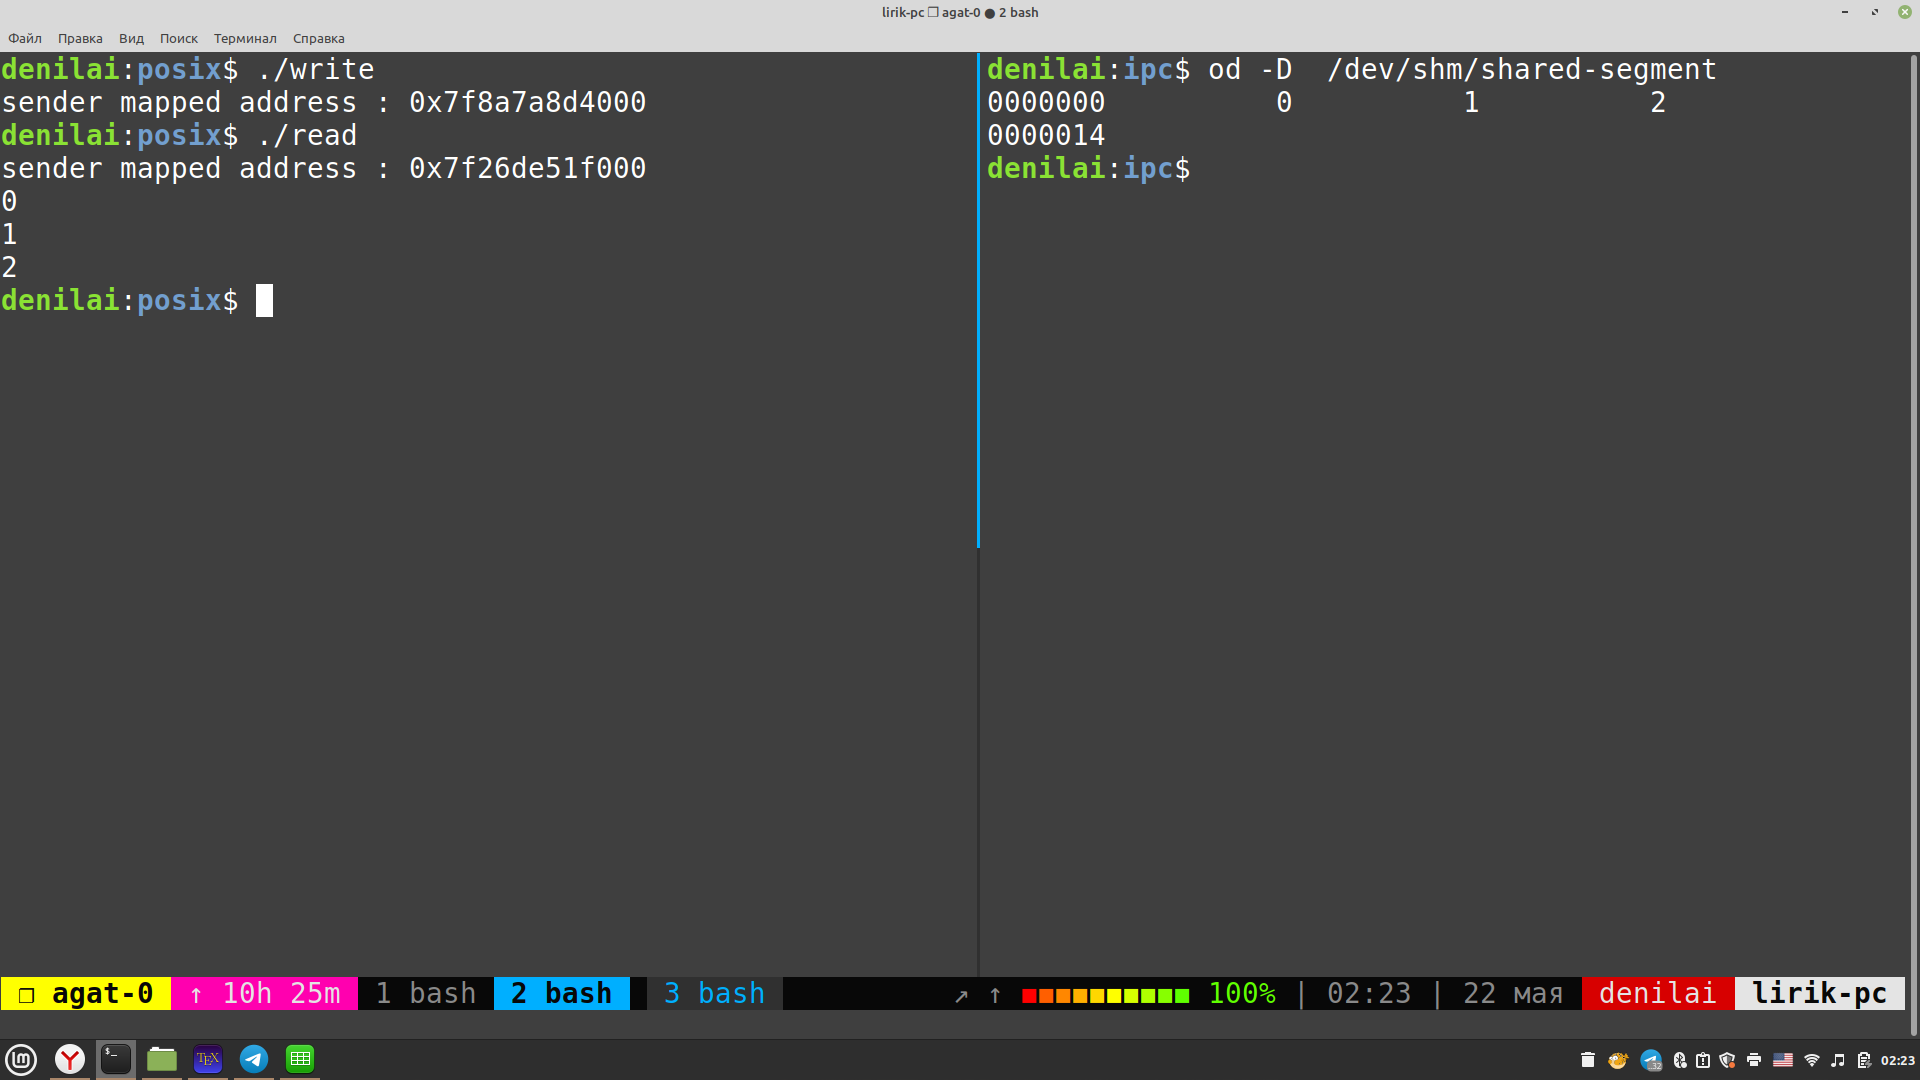 lirik-pc ❐ agat-0 ● 2 bash
Файл Правка Вид Поиск Терминал Справка
denilai:posix$ ./write
sender mapped address : 0x7f8a7a8d4000
denilai:posix$ ./read
sender mapped address : 0x7f26de51f000
0
1
2
denilai:posix$
denilai:ipc$ od -D  /dev/shm/shared-segment
0000000          0          1          2
0000014
denilai:ipc$
❐ agat-0 ↑ 10h 25m 1 bash 2 bash 3 bash ↗ ↑ 100% | 02:23 | 22 мая denilai lirik-pc
$_ TEX 32 02:23